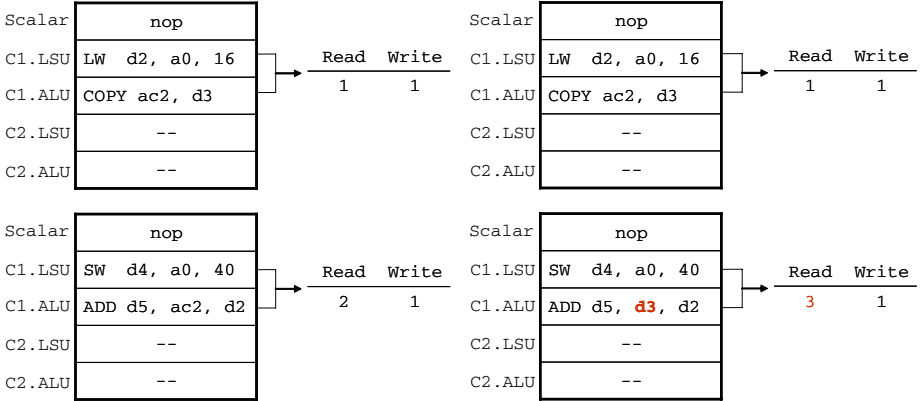 Scalar nop
C1.LSU LW d2, a0, 16 Read Write
C1.ALU COPY ac2, d3 1 1
C2.LSU --
C2.ALU --
Scalar nop
C1.LSU LW d2, a0, 16 Read Write
C1.ALU COPY ac2, d3 1 1
C2.LSU --
C2.ALU --
Scalar nop
C1.LSU SW d4, a0, 40 Read Write
C1.ALU ADD d5, ac2, d2 2 1
C2.LSU --
C2.ALU --
Scalar nop
C1.LSU SW d4, a0, 40 Read Write
C1.ALU ADD d5, d3, d2 3 1
C2.LSU --
C2.ALU --